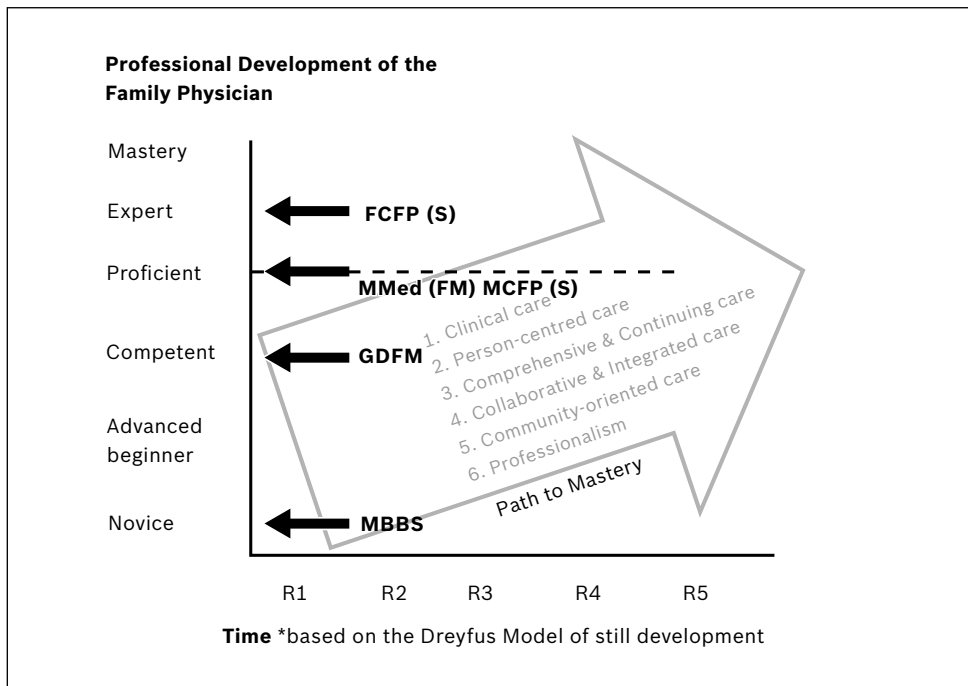 Professional Development of the
Family Physician
Mastery
Expert
FCFP (S)
Proficient
MMed (FM) MCFP (S)
1. Clinical care
2. Person-centred care
3. Comprehensive & Continuing care
4. Collaborative & Integrated care
5. Community-oriented care
6. Professionalism
Competent
GDFM
Advanced
beginner
Path to Mastery
Novice
MBBS
R1 R2 R3 R4 R5
Time *based on the Dreyfus Model of still development